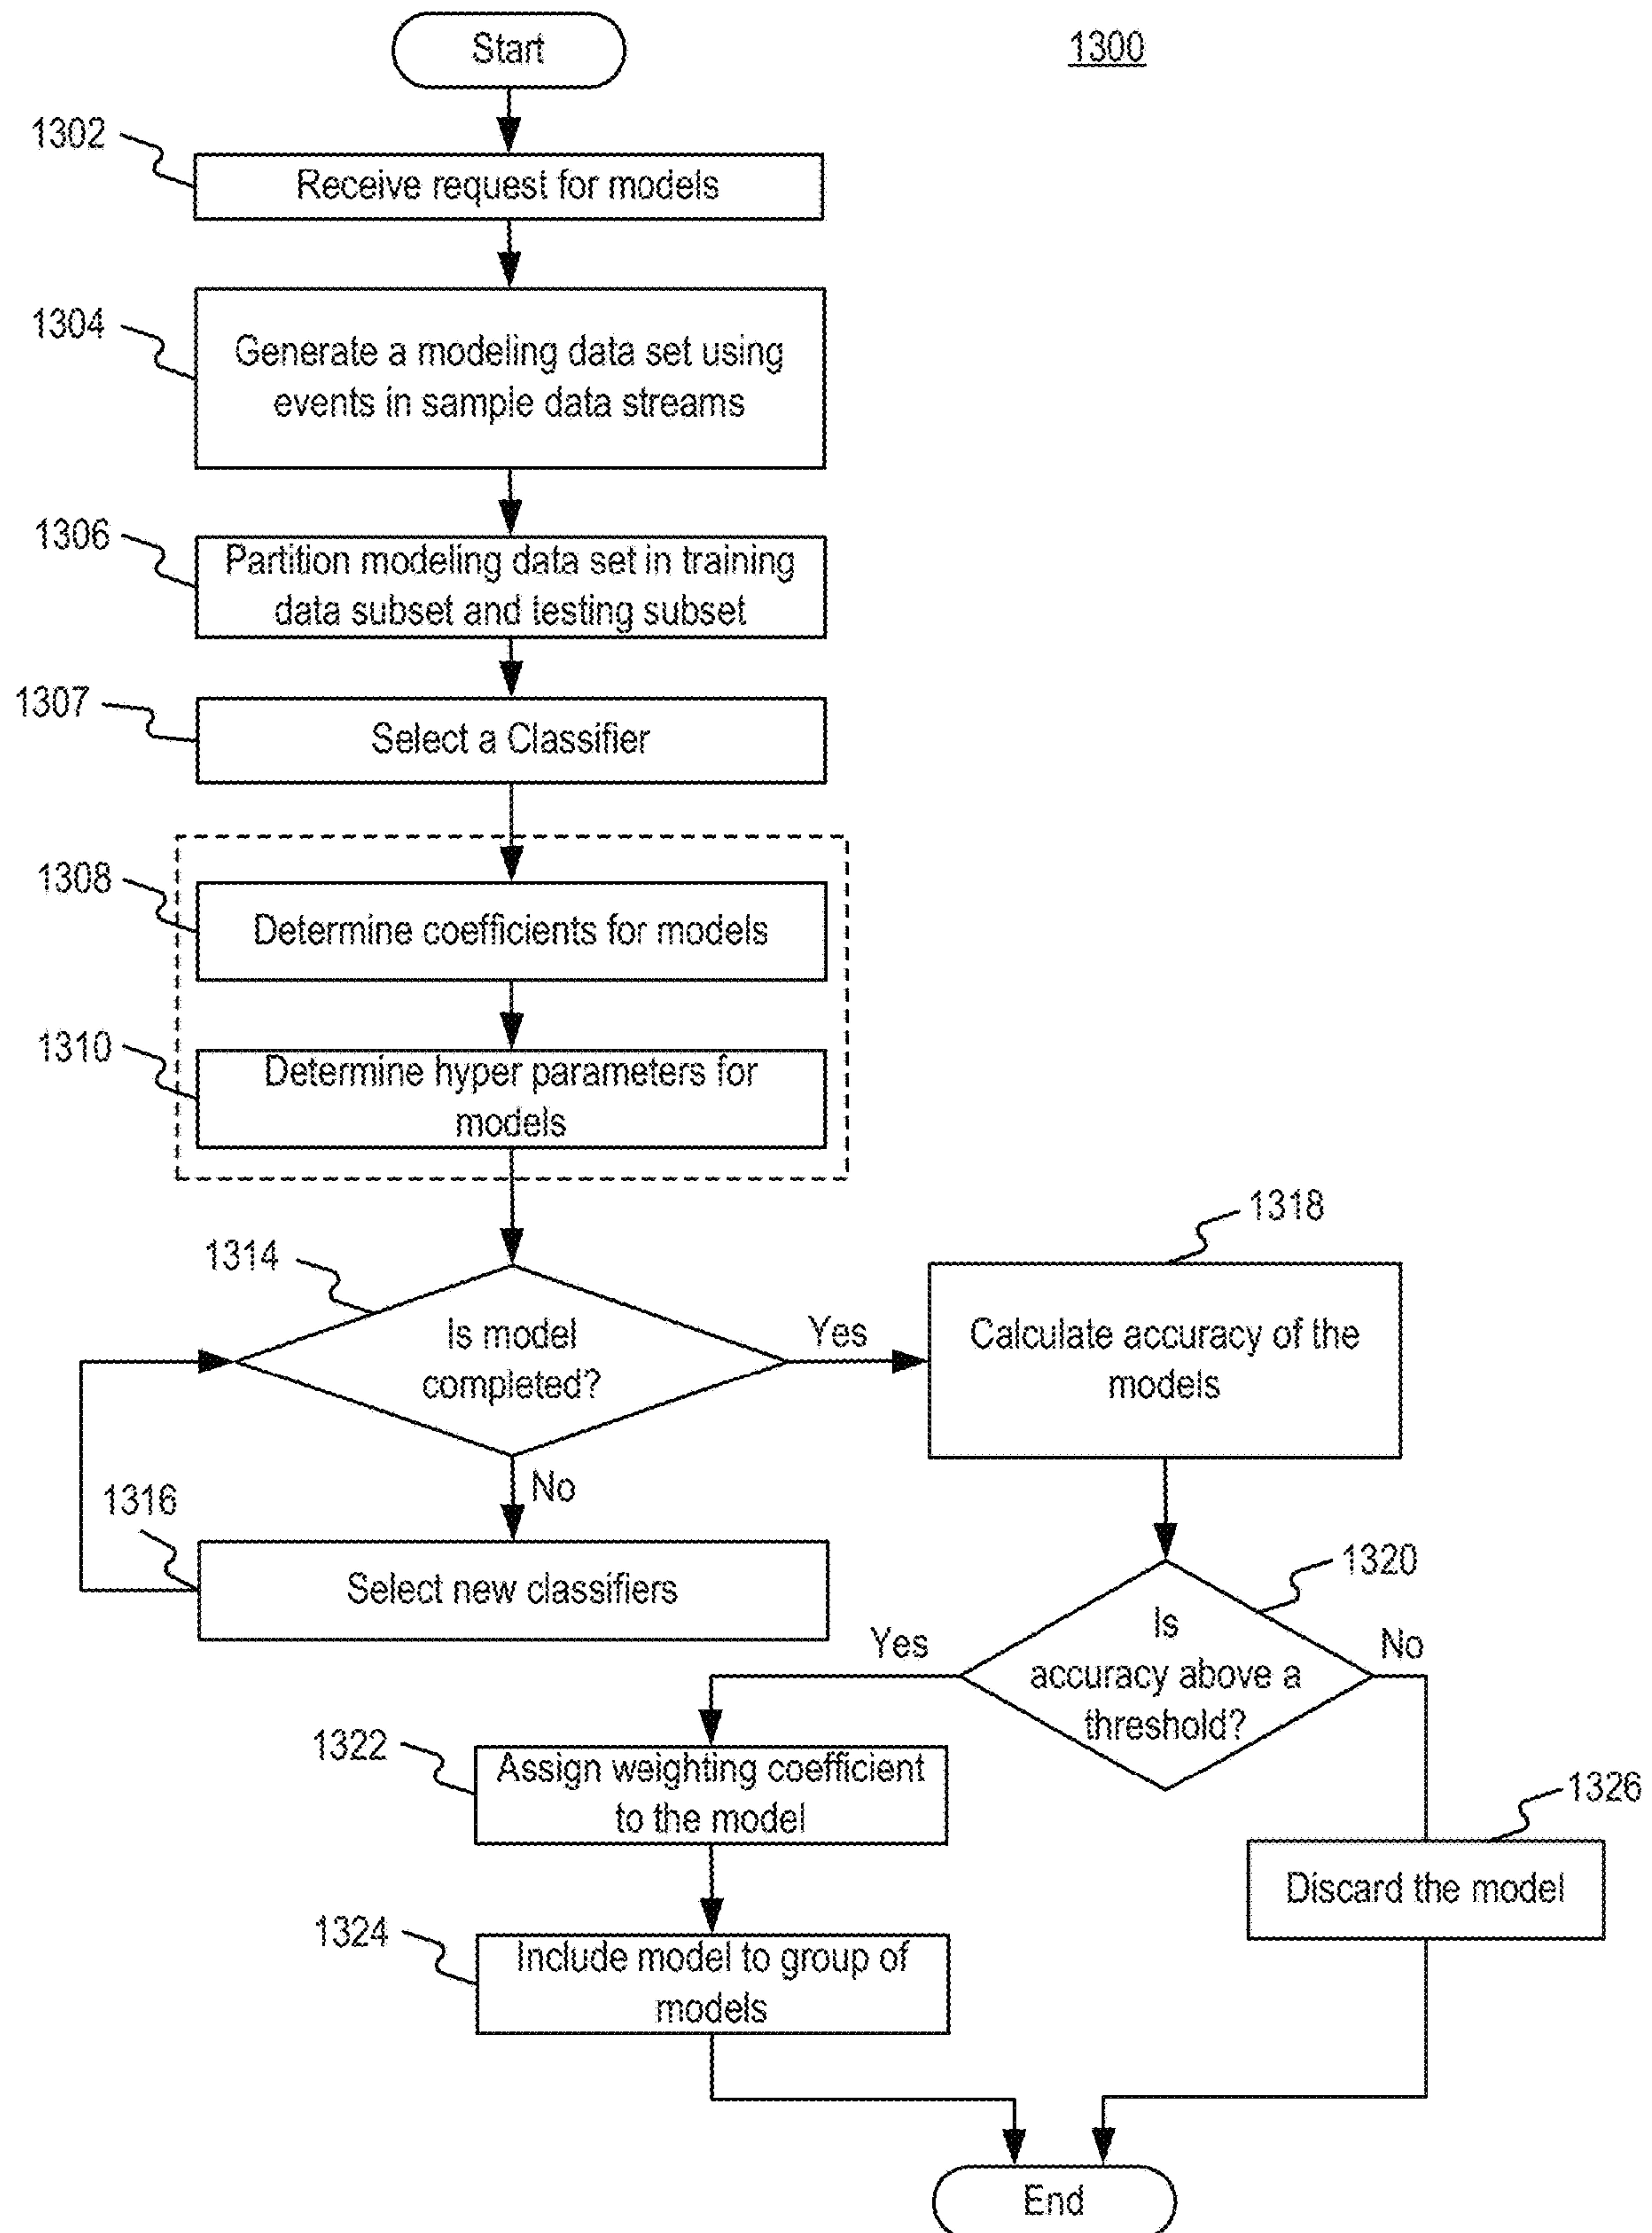 Start
1300
1302
Receive request for models
1304
Generate a modeling data set using
events in sample data streams
1306
Partition modeling data set in training
data subset and testing subset
1307
Select a Classifier
1308
Determine coefficients for models
1310
Determine hyper parameters for
models
1314
Is model
completed?
Yes
No
1316
Select new classifiers
1318
Calculate accuracy of the
models
1320
Is
accuracy above a
threshold?
Yes
No
1322
Assign weighting coefficient
to the model
1324
Include model to group of
models
1326
Discard the model
End